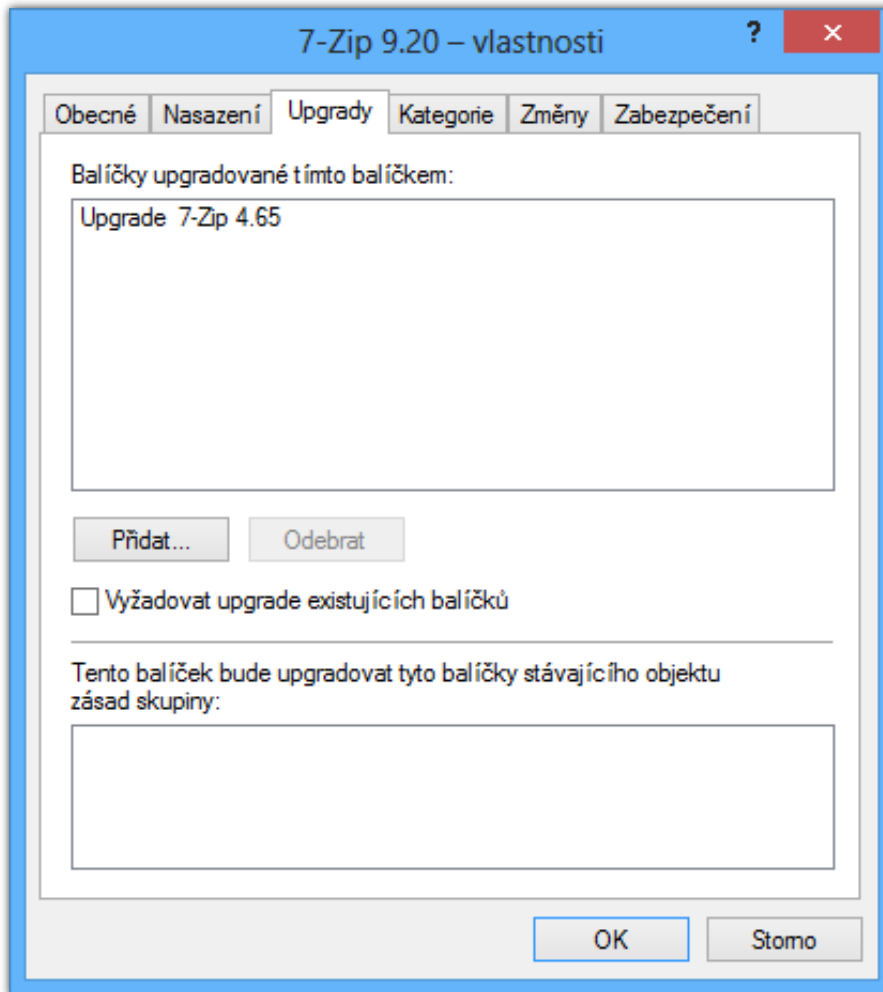 7-Zip 9.20 – vlastnosti
?
Obecné Nasazení Upgrady Kategorie Změny Zabezpečení
Balíčky upgradované tímto balíčkem:
Upgrade 7-Zip 4.65
Přidat... Odebrat
Vyžadovat upgrade existujících balíčků
Tento balíček bude upgradovat tyto balíčky stávajícího objektu
zásad skupiny:
OK Storno